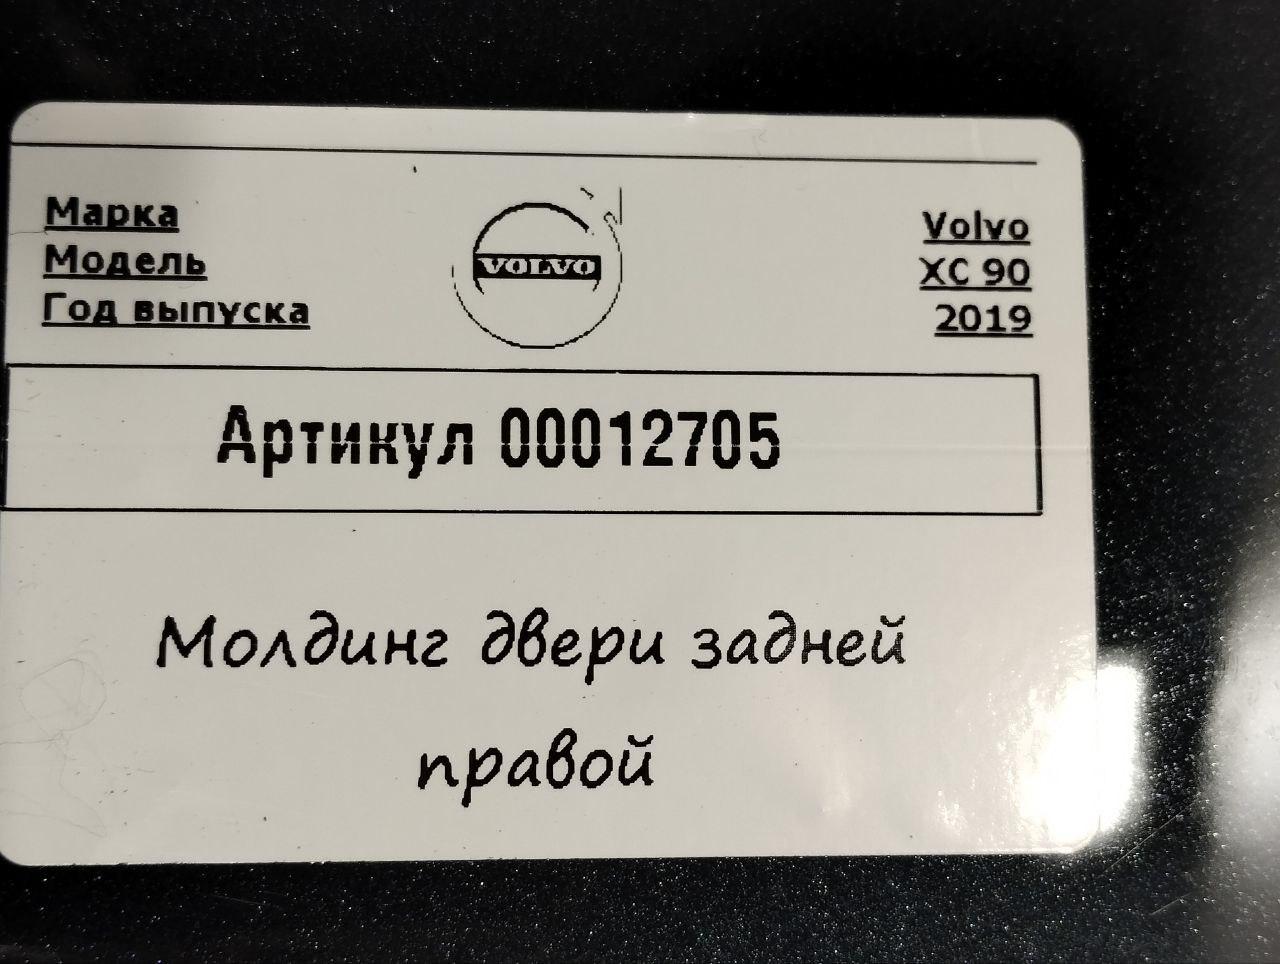 Марка Volvo
Модель XC 90
Год выпуска 2019
VOLVO
Артикул 00012705
Молдинг двери задней
правой